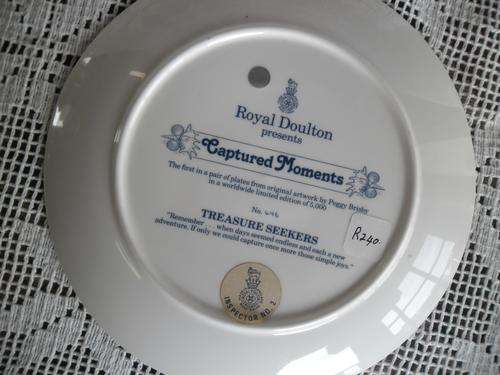 Royal Doulton
presents
Captured Moments
The first in a pair of plates from original artwork by Peggy Brisby
in a worldwide limited edition of 5,000
No. 496
TREASURE SEEKERS
"Remember . . . when days seemed endless and each a new
adventure. If only we could capture once more those simple joys."
R240.
INSPECTOR NO. 2